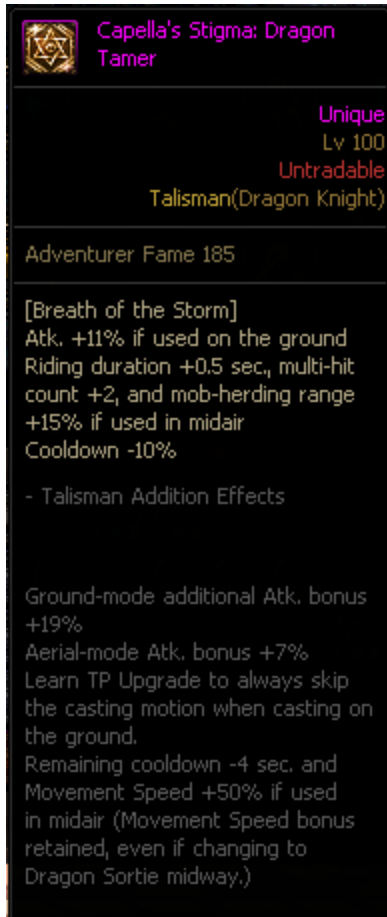 Capella's Stigma: Dragon
Tamer
Unique
Lv 100
Untradable
Talisman(Dragon Knight)
Adventurer Fame 185
[Breath of the Storm]
Atk. +11% if used on the ground
Riding duration +0.5 sec., multi-hit
count +2, and mob-herding range
+15% if used in midair
Cooldown -10%
- Talisman Addition Effects
Ground-mode additional Atk. bonus
+19%
Aerial-mode Atk. bonus +7%
Learn TP Upgrade to always skip
the casting motion when casting on
the ground.
Remaining cooldown -4 sec. and
Movement Speed +50% if used
in midair (Movement Speed bonus
retained, even if changing to
Dragon Sortie midway.)